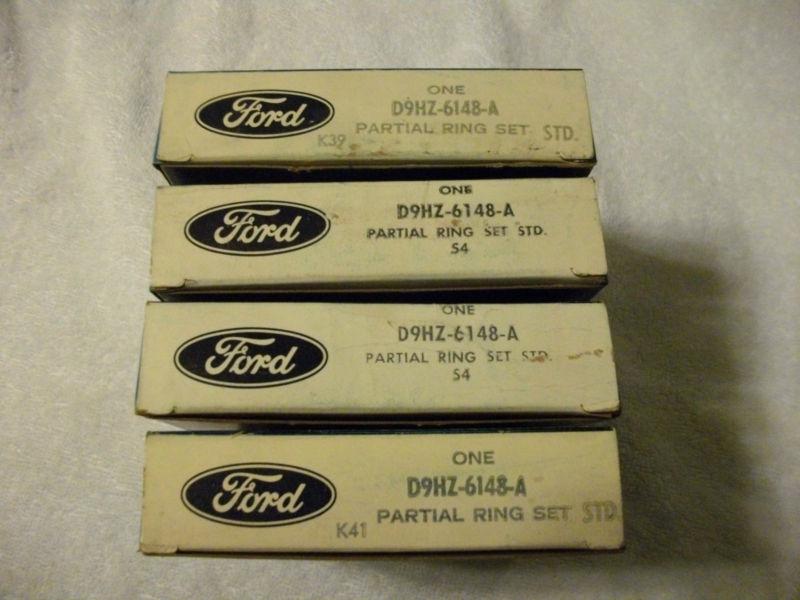 ONE
Ford D9HZ-6148-A
PARTIAL RING SET STD.
K39
ONE
Ford D9HZ-6148-A
PARTIAL RING SET STD.
S4
ONE
Ford D9HZ-6148-A
PARTIAL RING SET STD.
S4
ONE
Ford D9HZ-6148-A
PARTIAL RING SET STD
K41